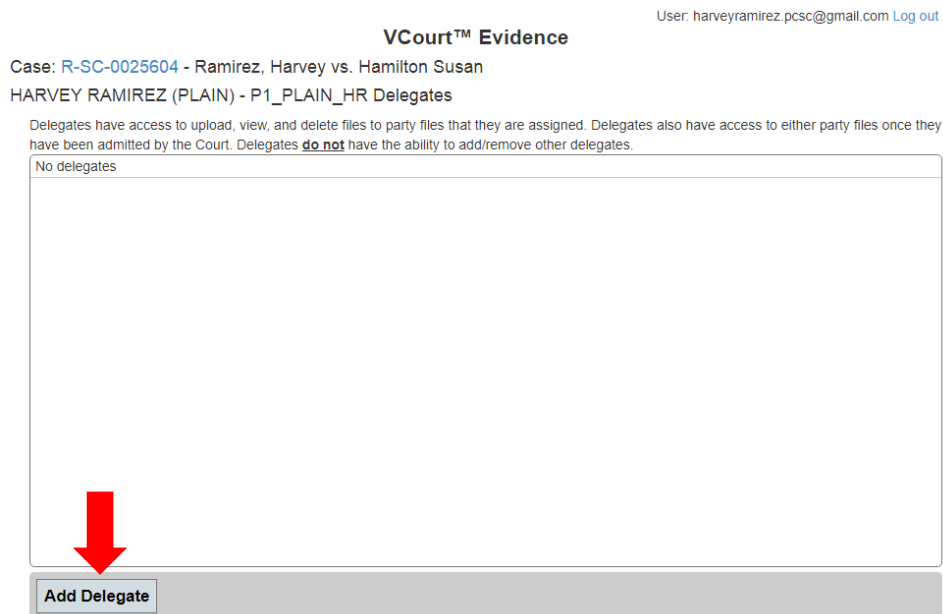 User: harveyramirez.pcsc@gmail.com Log out
VCourt™ Evidence
Case: R-SC-0025604 - Ramirez, Harvey vs. Hamilton Susan
HARVEY RAMIREZ (PLAIN) - P1_PLAIN_HR Delegates
Delegates have access to upload, view, and delete files to party files that they are assigned. Delegates also have access to either party files once they
have been admitted by the Court. Delegates do not have the ability to add/remove other delegates.
No delegates
Add Delegate